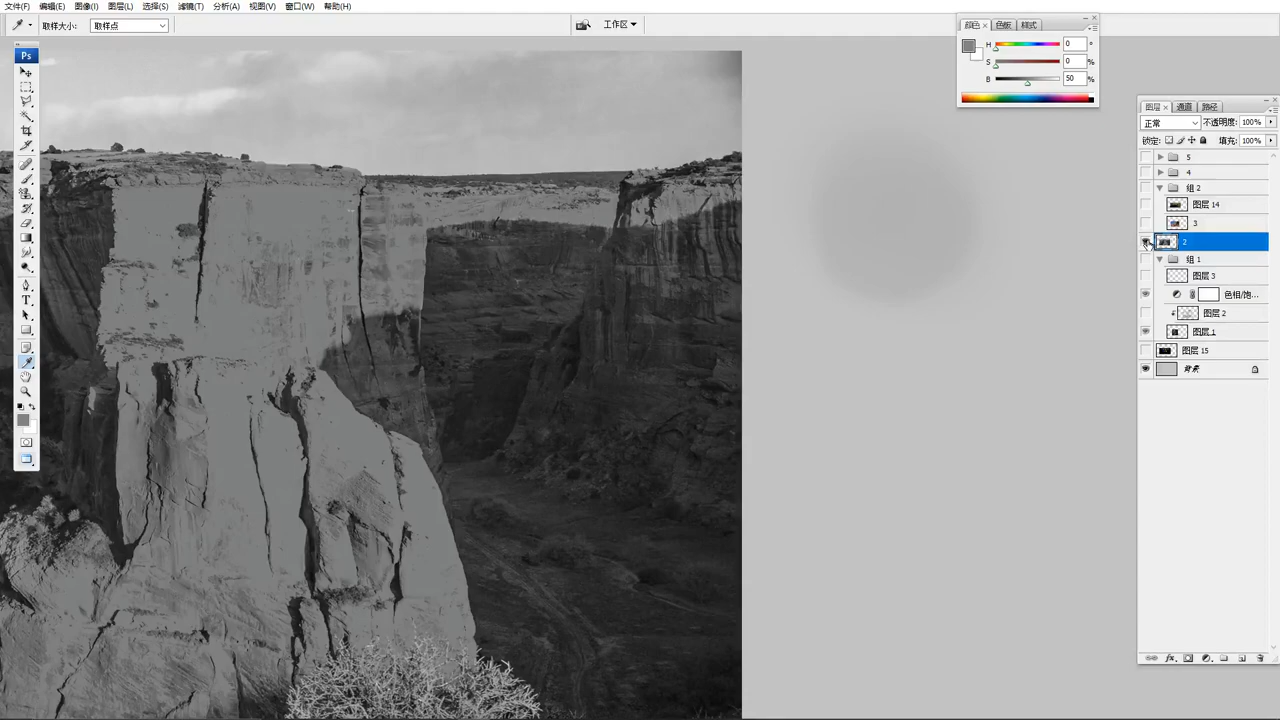 文件(F) 编辑(E) 图像(I) 图层(L) 选择(S) 滤镜(T) 分析(A) 视图(V) 窗口(W) 帮助(H)
取样大小: 取样点 工作区
Ps
颜色 色板 样式
H 0 °
S 0 %
B 50 %
图层 通道 路径
正常 不透明度: 100%
锁定: 填充: 100%
5
4
组 2
图层 14
3
2
组 1
图层 3
色相/饱...
图层 2
图层 1
图层 15
背景
T